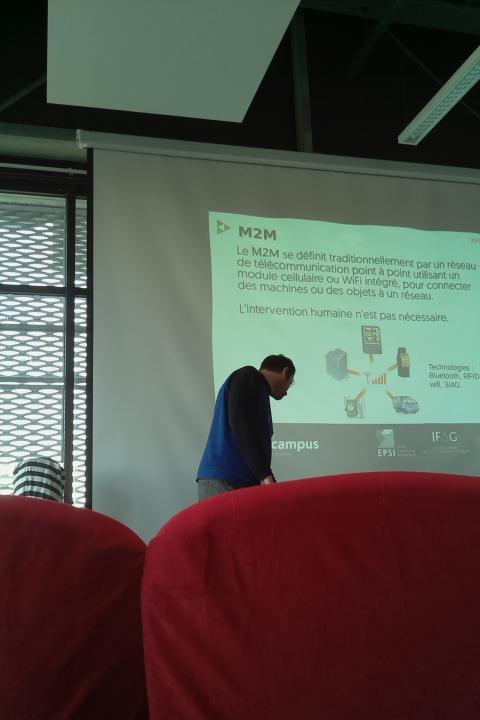 M2M
Le M2M se définit traditionnellement par un réseau
de télécommunication point à point utilisant un
module cellulaire ou WiFi intégré, pour connecter
des machines ou des objets à un réseau.
L'intervention humaine n'est pas nécessaire.
Technologies :
Bluetooth, RFID
wifi, 3/4G.
campus
EPSI
IFAG